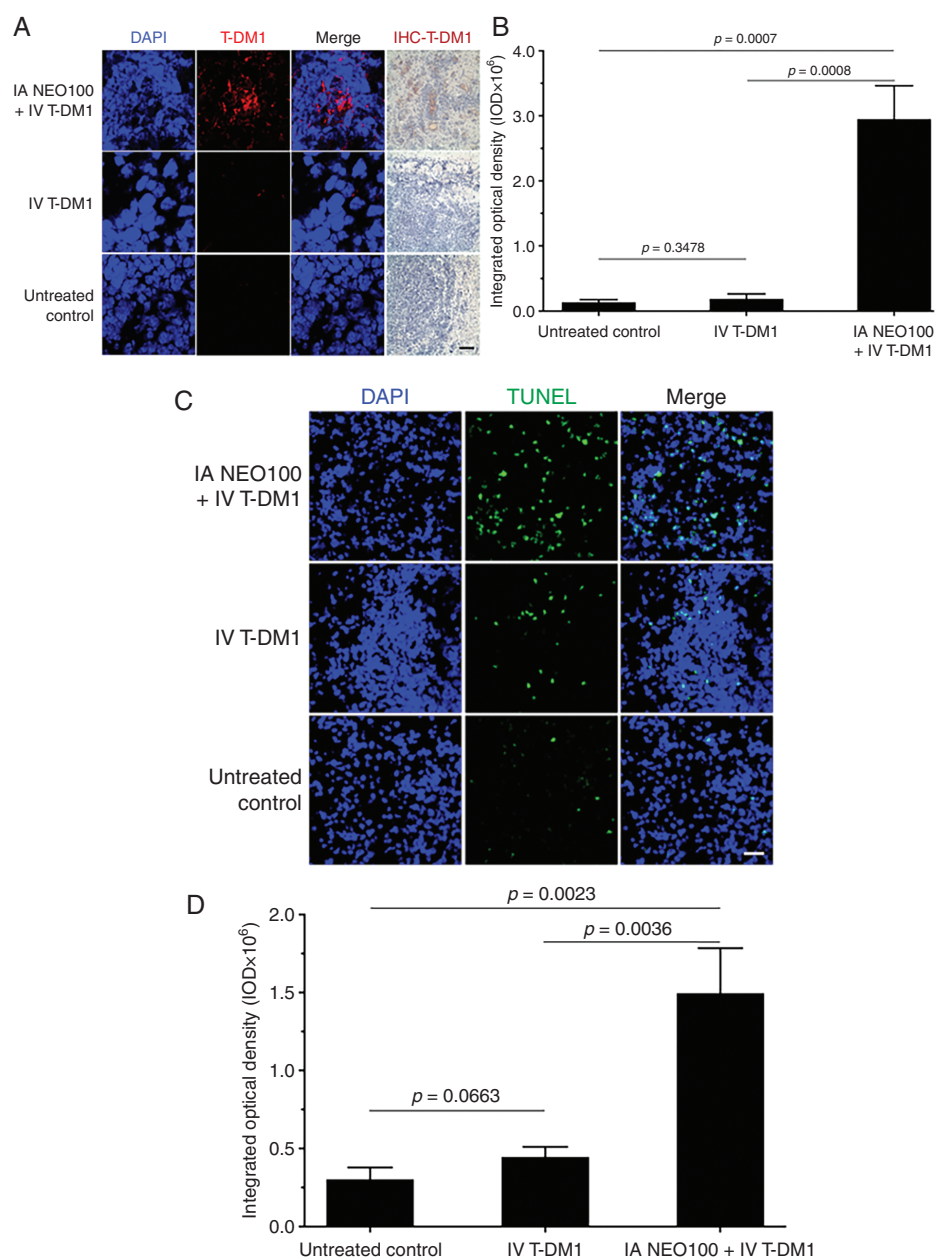 A
DAPI T-DM1 Merge IHC-T-DM1
IA NEO100
+ IV T-DM1
IV T-DM1
Untreated
control
B
Integrated optical density (IOD×10⁶)
4.0
3.0
2.0
1.0
0.0
p = 0.0007
p = 0.0008
p = 0.3478
Untreated control IV T-DM1 IA NEO100
+ IV T-DM1
C
DAPI TUNEL Merge
IA NEO100
+ IV T-DM1
IV T-DM1
Untreated
control
D
Integrated optical density (IOD×10⁶)
2.0
1.5
1.0
0.5
0.0
p = 0.0023
p = 0.0036
p = 0.0663
Untreated control IV T-DM1 IA NEO100 + IV T-DM1